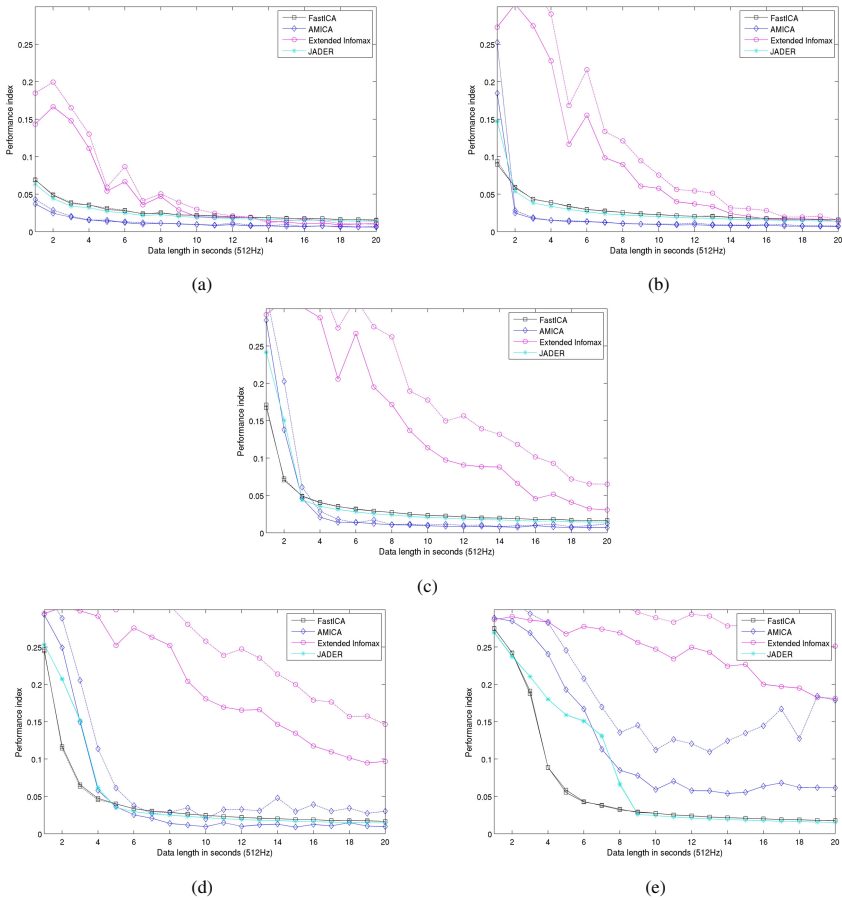 FastICA
AMICA
Extended Infomax
JADER
0.25
0.2
0.15
0.1
0.05
0
Performance index
2 4 6 8 10 12 14 16 18 20
Data length in seconds (512Hz)
(a)
FastICA
AMICA
Extended Infomax
JADER
0.25
0.2
0.15
0.1
0.05
0
Performance index
2 4 6 8 10 12 14 16 18 20
Data length in seconds (512Hz)
(b)
FastICA
AMICA
Extended Infomax
JADER
0.25
0.2
0.15
0.1
0.05
0
Performance index
2 4 6 8 10 12 14 16 18 20
Data length in seconds (512Hz)
(c)
FastICA
AMICA
Extended Infomax
JADER
0.25
0.2
0.15
0.1
0.05
0
Performance index
2 4 6 8 10 12 14 16 18 20
Data length in seconds (512Hz)
(d)
FastICA
AMICA
Extended Infomax
JADER
0.25
0.2
0.15
0.1
0.05
0
Performance index
2 4 6 8 10 12 14 16 18 20
Data length in seconds (512Hz)
(e)